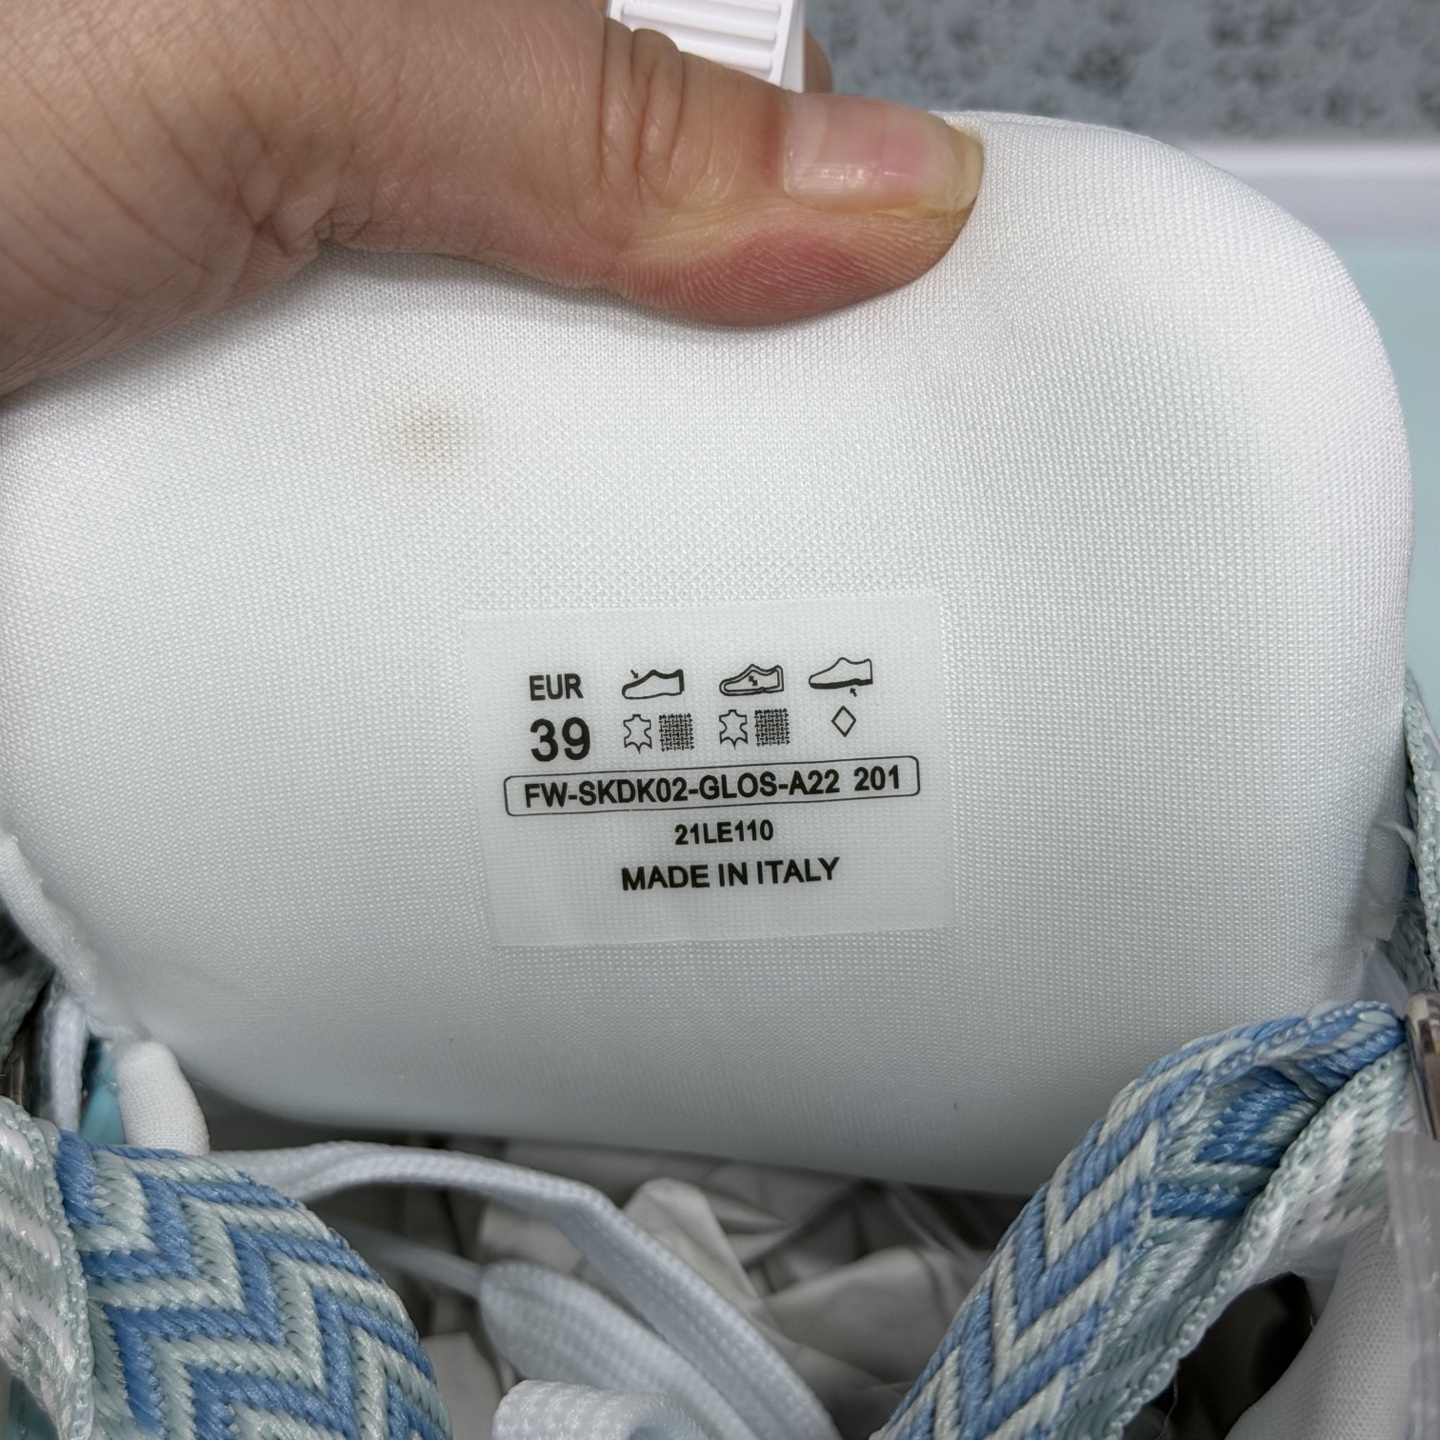 EUR
39
FW-SKDK02-GLOS-A22 201
21LE110
MADE IN ITALY